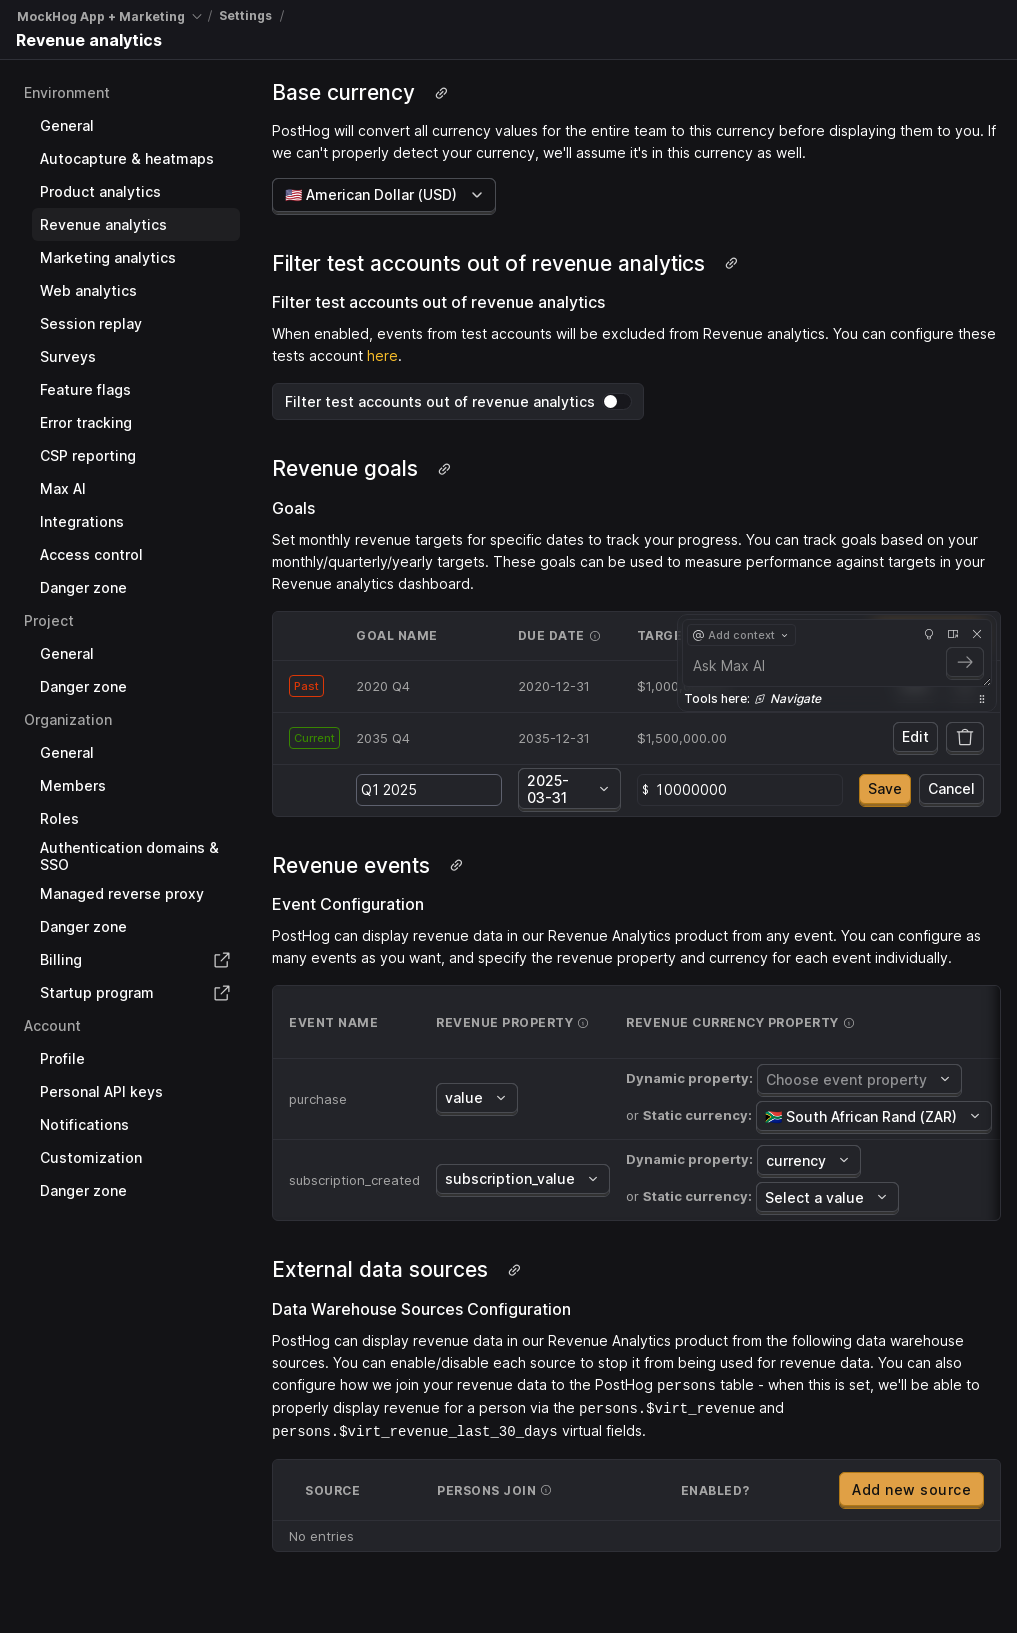 MockHog App + Marketing / Settings /
Revenue analytics
Environment
General
Autocapture & heatmaps
Product analytics
Revenue analytics
Marketing analytics
Web analytics
Session replay
Surveys
Feature flags
Error tracking
CSP reporting
Max AI
Integrations
Access control
Danger zone
Project
General
Danger zone
Organization
General
Members
Roles
Authentication domains &
SSO
Managed reverse proxy
Danger zone
Billing
Startup program
Account
Profile
Personal API keys
Notifications
Customization
Danger zone
Base currency
PostHog will convert all currency values for the entire team to this currency before displaying them to you. If
we can't properly detect your currency, we'll assume it's in this currency as well.
🇺🇸 American Dollar (USD)
Filter test accounts out of revenue analytics
Filter test accounts out of revenue analytics
When enabled, events from test accounts will be excluded from Revenue analytics. You can configure these
tests account here.
Filter test accounts out of revenue analytics
Revenue goals
Goals
Set monthly revenue targets for specific dates to track your progress. You can track goals based on your
monthly/quarterly/yearly targets. These goals can be used to measure performance against targets in your
Revenue analytics dashboard.
GOAL NAME DUE DATE
@ Add context
Ask Max AI
Tools here: Navigate
Past 2020 Q4 2020-12-31
Current 2035 Q4 2035-12-31 $1,500,000.00 Edit
Q1 2025 2025-
03-31
$ 10000000 Save Cancel
Revenue events
Event Configuration
PostHog can display revenue data in our Revenue Analytics product from any event. You can configure as
many events as you want, and specify the revenue property and currency for each event individually.
EVENT NAME REVENUE PROPERTY REVENUE CURRENCY PROPERTY
purchase value Dynamic property: Choose event property
or Static currency: 🇿🇦 South African Rand (ZAR)
subscription_created subscription_value Dynamic property: currency
or Static currency: Select a value
External data sources
Data Warehouse Sources Configuration
PostHog can display revenue data in our Revenue Analytics product from the following data warehouse
sources. You can enable/disable each source to stop it from being used for revenue data. You can also
configure how we join your revenue data to the PostHog persons table - when this is set, we'll be able to
properly display revenue for a person via the persons.$virt_revenue and
persons.$virt_revenue_last_30_days virtual fields.
SOURCE PERSONS JOIN ENABLED? Add new source
No entries